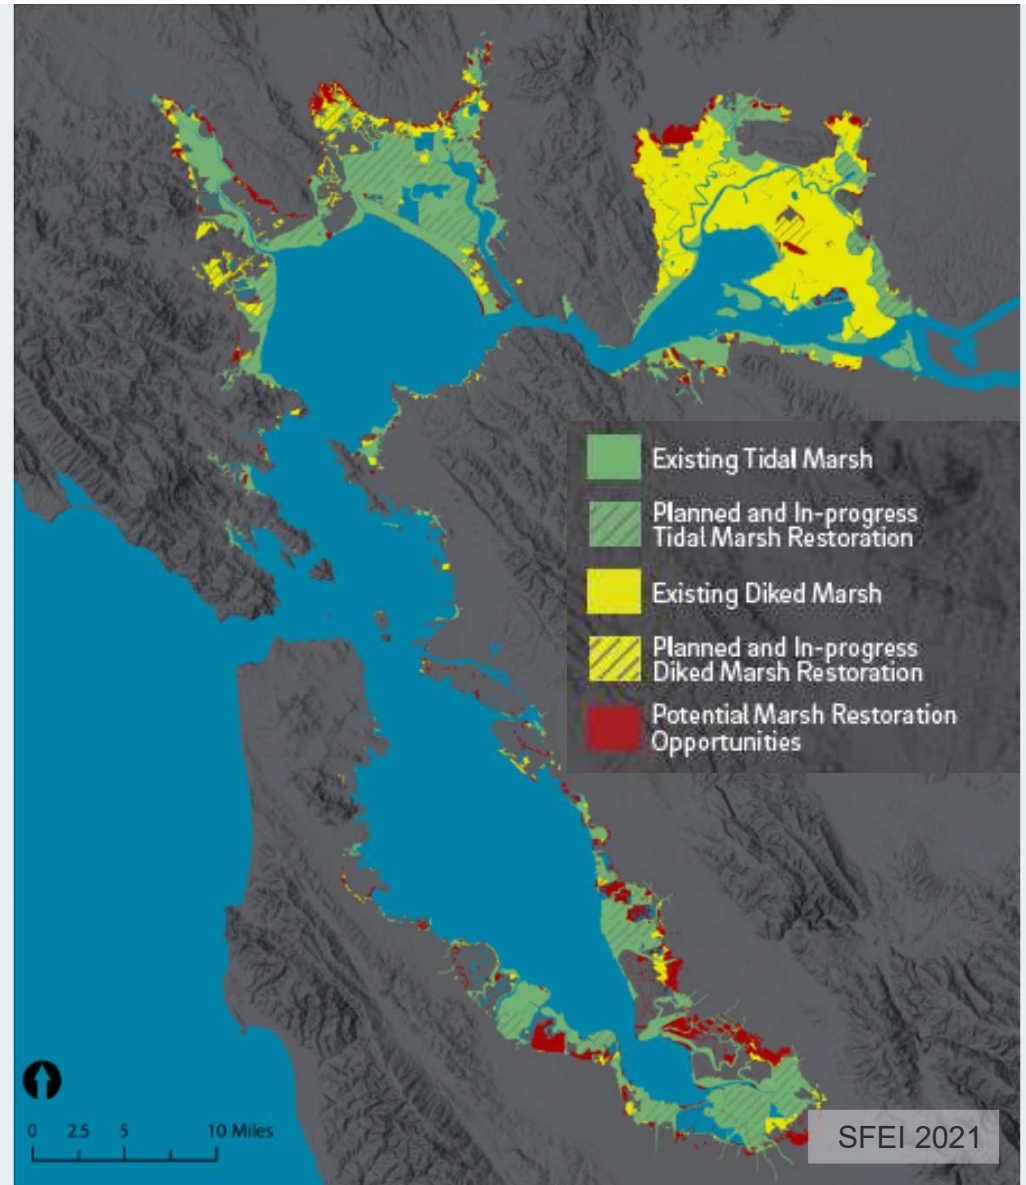 Existing Tidal Marsh
Planned and In-progress
Tidal Marsh Restoration
Existing Diked Marsh
Planned and In-progress
Diked Marsh Restoration
Potential Marsh Restoration
Opportunities
0 2.5 5 10 Miles
SFEI 2021